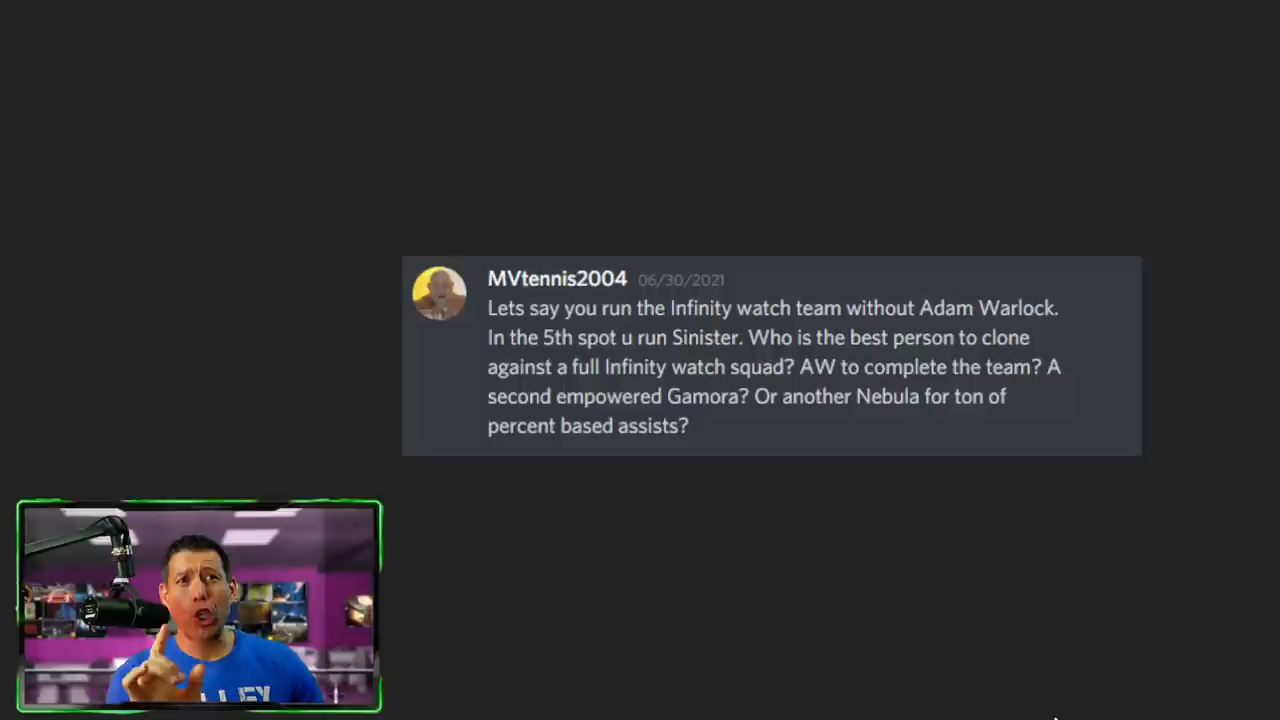 MVtennis2004 06/30/2021
Lets say you run the Infinity watch team without Adam Warlock.
In the 5th spot u run Sinister. Who is the best person to clone
against a full Infinity watch squad? AW to complete the team? A
second empowered Gamora? Or another Nebula for ton of
percent based assists?